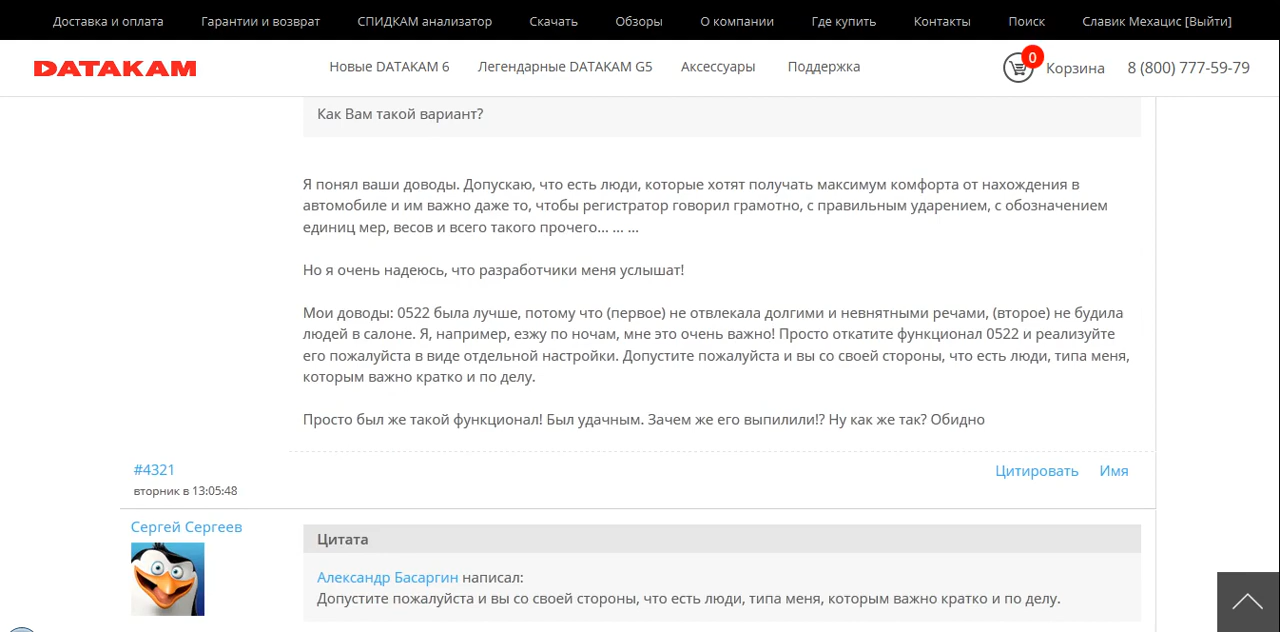 Доставка и оплата Гарантии и возврат СПИДКАМ анализатор Скачать Обзоры О компании Где купить Контакты Поиск Славик Мехацис [Выйти]
DATAKAM Новые DATAKAM 6 Легендарные DATAKAM G5 Аксессуары Поддержка 0 Корзина 8 (800) 777-59-79
Как Вам такой вариант?
Я понял ваши доводы. Допускаю, что есть люди, которые хотят получать максимум комфорта от нахождения в
автомобиле и им важно даже то, чтобы регистратор говорил грамотно, с правильным ударением, с обозначением
единиц мер, весов и всего такого прочего... ... ...
Но я очень надеюсь, что разработчики меня услышат!
Мои доводы: 0522 была лучше, потому что (первое) не отвлекала долгими и невнятными речами, (второе) не будила
людей в салоне. Я, например, езжу по ночам, мне это очень важно! Просто откатите функционал 0522 и реализуйте
его пожалуйста в виде отдельной настройки. Допустите пожалуйста и вы со своей стороны, что есть люди, типа меня,
которым важно кратко и по делу.
Просто был же такой функционал! Был удачным. Зачем же его выпилили!? Ну как же так? Обидно
#4321 Цитировать Имя
вторник в 13:05:48
Сергей Сергеев
Цитата
Александр Басаргин написал:
Допустите пожалуйста и вы со своей стороны, что есть люди, типа меня, которым важно кратко и по делу.